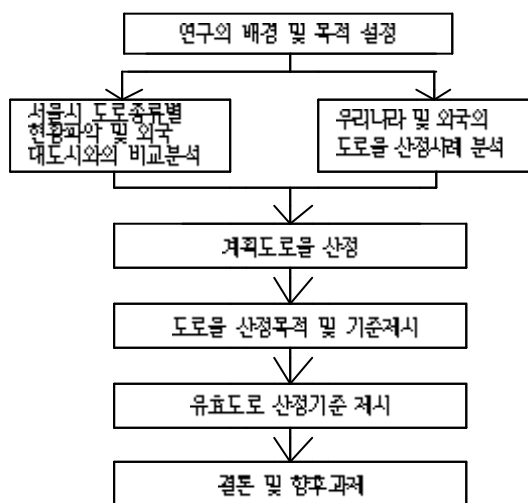 연구의 배경 및 목적 설정
서울시 도로종류별
현황파악 및 외국
대도시와의 비교분석
우리나라 및 외국의
도로율 산정사례 분석
계획도로율 산정
도로율 산정목적 및 기준제시
유효도로 산정기준 제시
결론 및 향후과제